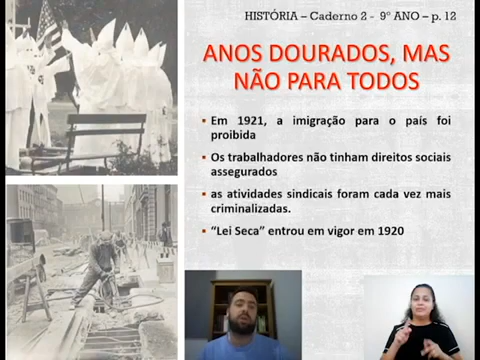 HISTÓRIA – Caderno 2 - 9º ANO – p. 12
ANOS DOURADOS, MAS
NÃO PARA TODOS
▪ Em 1921, a imigração para o país foi
proibida
▪ Os trabalhadores não tinham direitos sociais
assegurados
▪ as atividades sindicais foram cada vez mais
criminalizadas.
▪ “Lei Seca” entrou em vigor em 1920